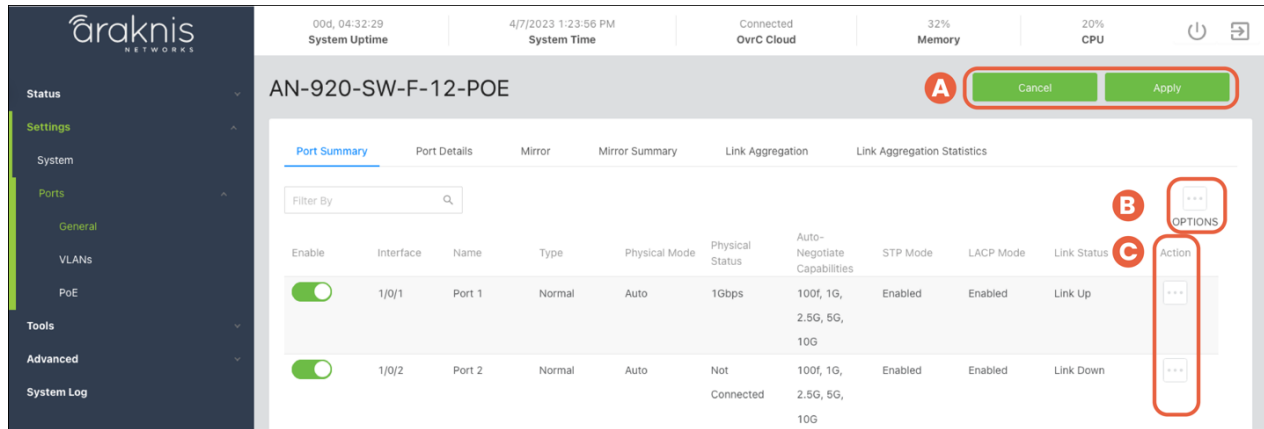 araknis
NETWORKS
00d, 04:32:29
System Uptime
4/7/2023 1:23:56 PM
System Time
Connected
OvrC Cloud
32%
Memory
20%
CPU
Status
Settings
System
Ports
General
VLANs
PoE
Tools
Advanced
System Log
AN-920-SW-F-12-POE
A
Cancel
Apply
Port Summary
Port Details
Mirror
Mirror Summary
Link Aggregation
Link Aggregation Statistics
Filter By
B
OPTIONS
C
Enable
Interface
Name
Type
Physical Mode
Physical
Status
Auto-
Negotiate
Capabilities
STP Mode
LACP Mode
Link Status
Action
1/0/1
Port 1
Normal
Auto
1Gbps
100f, 1G,
2.5G, 5G,
10G
Enabled
Enabled
Link Up
1/0/2
Port 2
Normal
Auto
Not
Connected
100f, 1G,
2.5G, 5G,
10G
Enabled
Enabled
Link Down